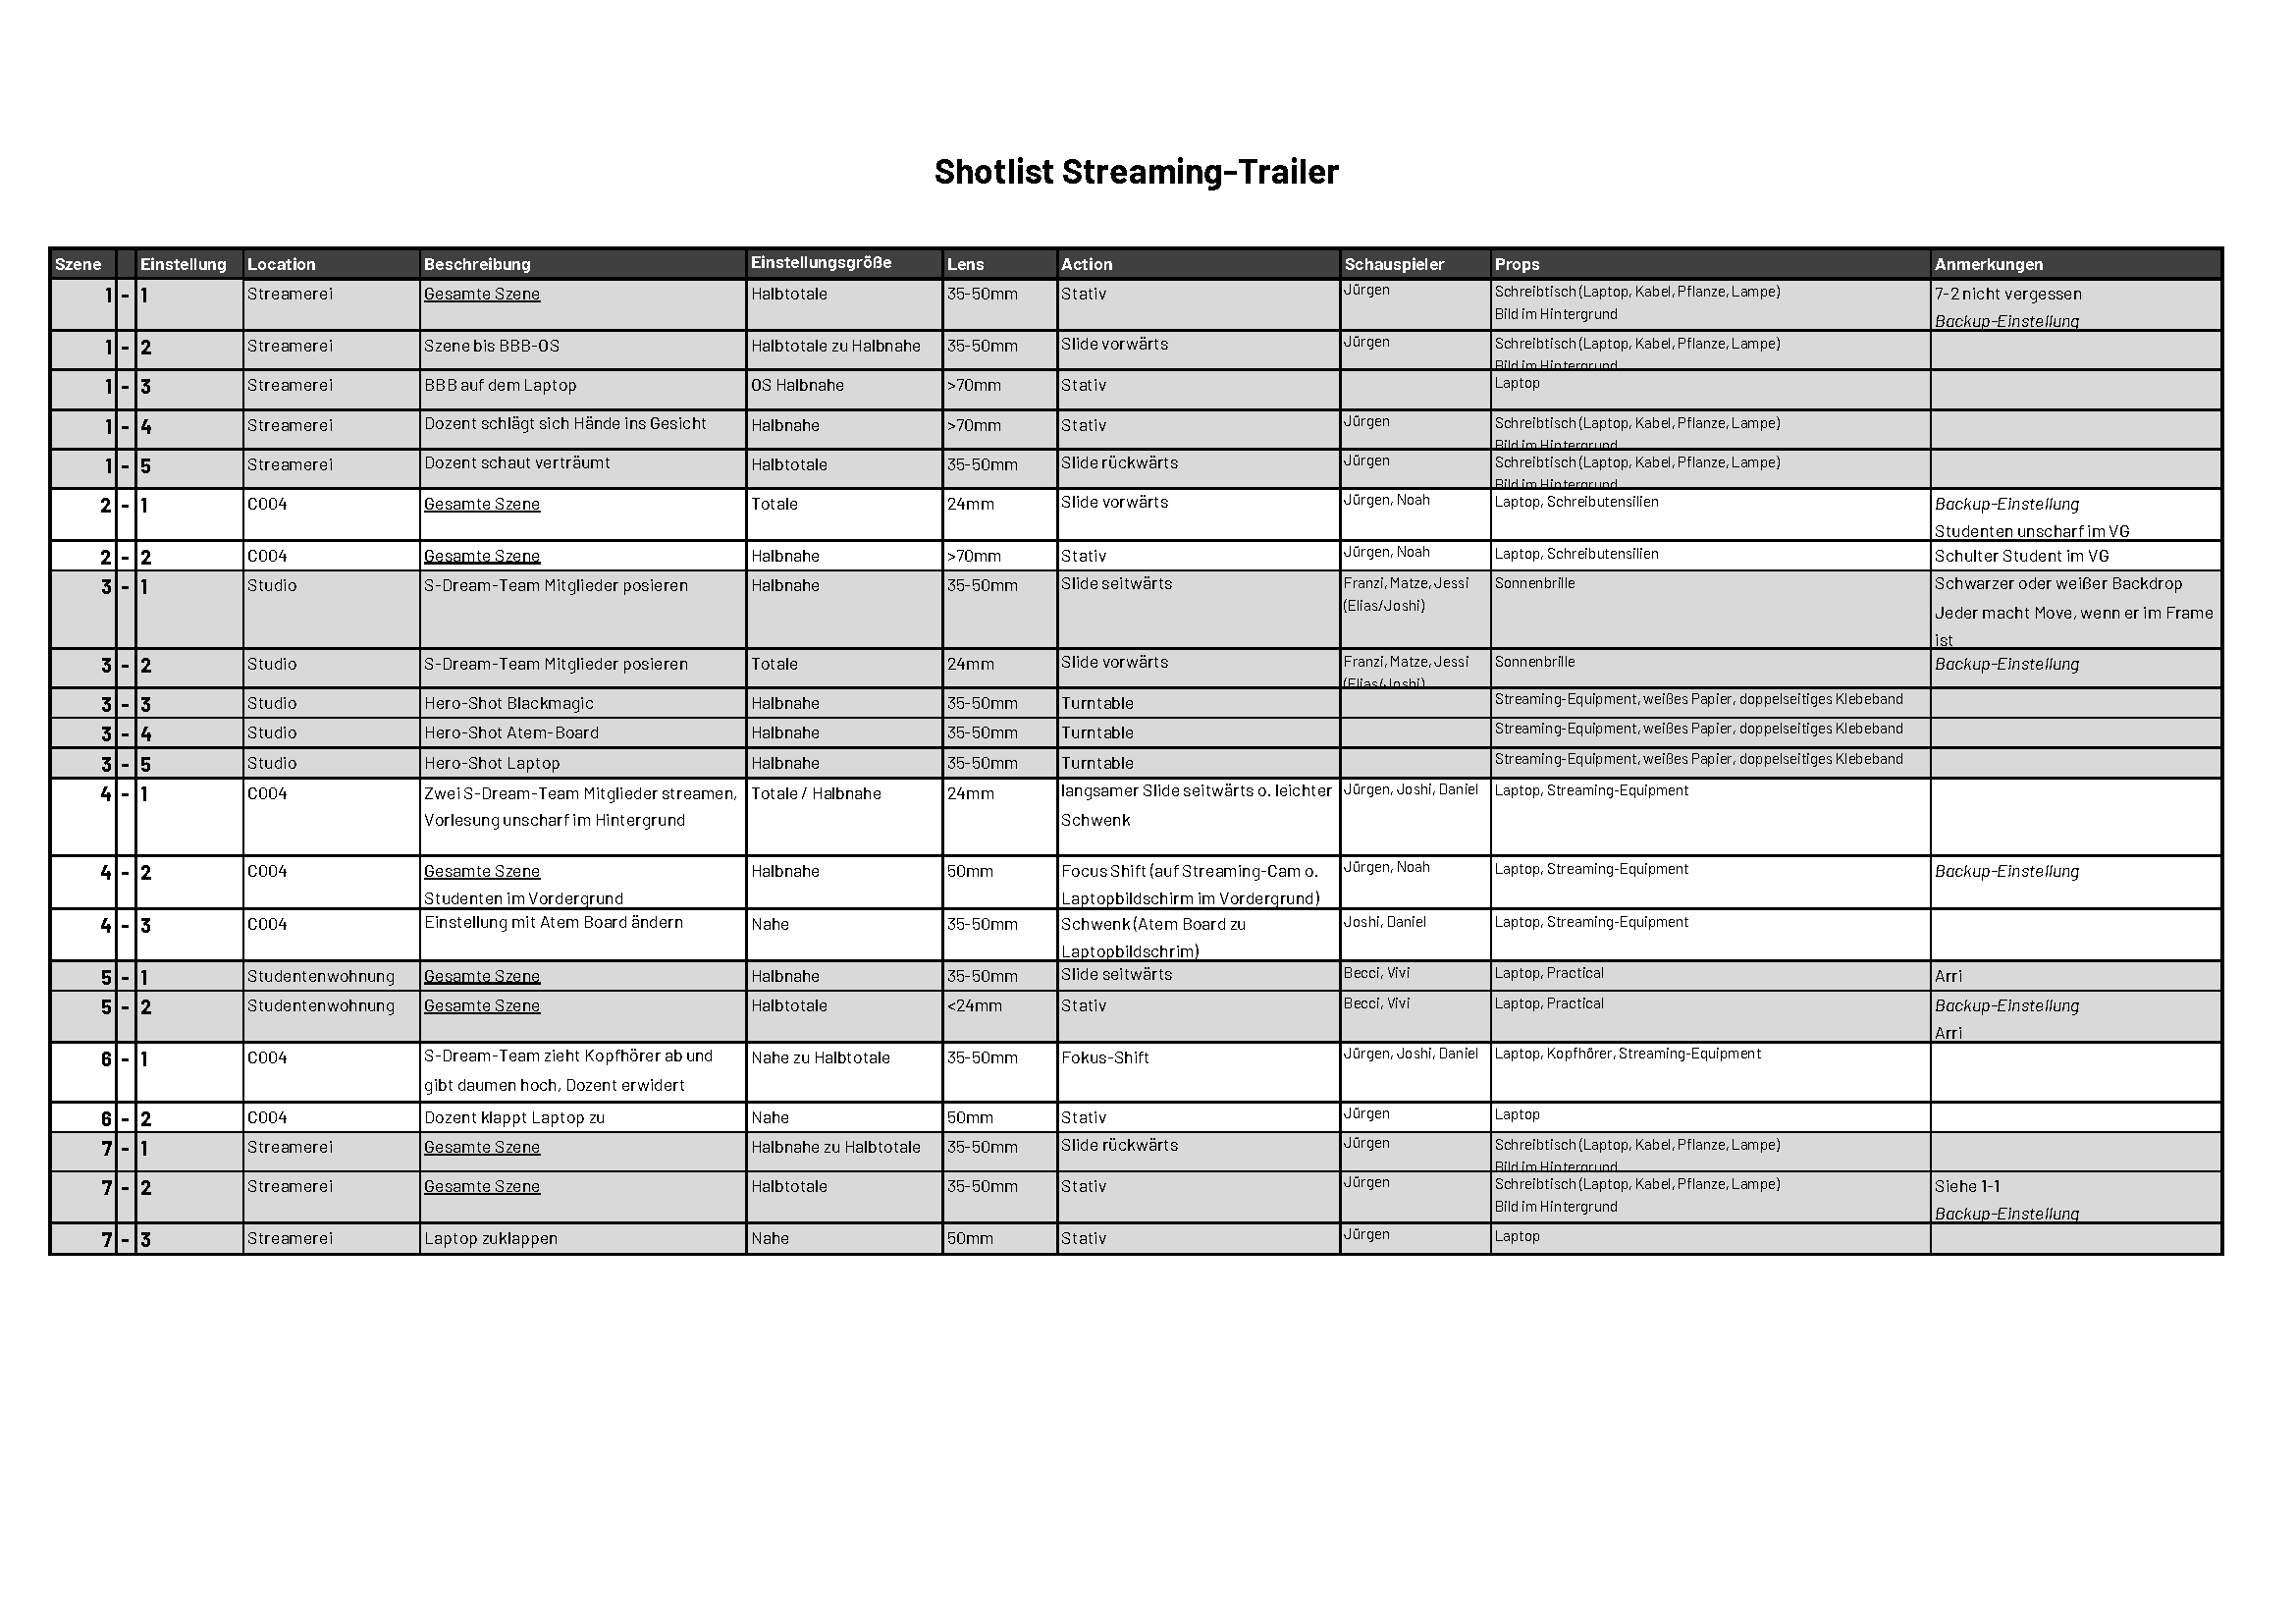 Shotlist Streaming-Trailer
Szene Einstellung Location Beschreibung Einstellungsgröße Lens Action Schauspieler Props Anmerkungen
1 - 1 Streamerei Gesamte Szene Halbtotale 35-50mm Stativ Jürgen Schreibtisch (Laptop, Kabel, Pflanze, Lampe) 7-2 nicht vergessen
Bild im Hintergrund Backup-Einstellung
1 - 2 Streamerei Szene bis BBB-OS Halbtotale zu Halbnahe 35-50mm Slide vorwärts Jürgen Schreibtisch (Laptop, Kabel, Pflanze, Lampe)
Bild im Hintergrund
1 - 3 Streamerei BBB auf dem Laptop OS Halbnahe >70mm Stativ Laptop
1 - 4 Streamerei Dozent schlägt sich Hände ins Gesicht Halbnahe >70mm Stativ Jürgen Schreibtisch (Laptop, Kabel, Pflanze, Lampe)
Bild im Hintergrund
1 - 5 Streamerei Dozent schaut verträumt Halbtotale 35-50mm Slide rückwärts Jürgen Schreibtisch (Laptop, Kabel, Pflanze, Lampe)
Bild im Hintergrund
2 - 1 C004 Gesamte Szene Totale 24mm Slide vorwärts Jürgen, Noah Laptop, Schreibutensilien Backup-Einstellung
Studenten unscharf im VG
2 - 2 C004 Gesamte Szene Halbnahe >70mm Stativ Jürgen, Noah Laptop, Schreibutensilien Schulter Student im VG
3 - 1 Studio S-Dream-Team Mitglieder posieren Halbnahe 35-50mm Slide seitwärts Franzi, Matze, Jessi Sonnenbrille Schwarzer oder weißer Backdrop
(Elias/Joshi) Jeder macht Move, wenn er im Frame
ist
3 - 2 Studio S-Dream-Team Mitglieder posieren Totale 24mm Slide vorwärts Franzi, Matze, Jessi Sonnenbrille Backup-Einstellung
(Elias/Joshi)
3 - 3 Studio Hero-Shot Blackmagic Halbnahe 35-50mm Turntable Streaming-Equipment, weißes Papier, doppelseitiges Klebeband
3 - 4 Studio Hero-Shot Atem-Board Halbnahe 35-50mm Turntable Streaming-Equipment, weißes Papier, doppelseitiges Klebeband
3 - 5 Studio Hero-Shot Laptop Halbnahe 35-50mm Turntable Streaming-Equipment, weißes Papier, doppelseitiges Klebeband
4 - 1 C004 Zwei S-Dream-Team Mitglieder streamen, Totale / Halbnahe 24mm langsamer Slide seitwärts o. leichter Jürgen, Joshi, Daniel Laptop, Streaming-Equipment
Vorlesung unscharf im Hintergrund Schwenk
4 - 2 C004 Gesamte Szene Halbnahe 50mm Focus Shift (auf Streaming-Cam o. Jürgen, Noah Laptop, Streaming-Equipment Backup-Einstellung
Studenten im Vordergrund Laptopbildschirm im Vordergrund)
4 - 3 C004 Einstellung mit Atem Board ändern Nahe 35-50mm Schwenk (Atem Board zu Joshi, Daniel Laptop, Streaming-Equipment
Laptopbildschrim)
5 - 1 Studentenwohnung Gesamte Szene Halbnahe 35-50mm Slide seitwärts Becci, Vivi Laptop, Practical Arri
5 - 2 Studentenwohnung Gesamte Szene Halbtotale <24mm Stativ Becci, Vivi Laptop, Practical Backup-Einstellung
Arri
6 - 1 C004 S-Dream-Team zieht Kopfhörer ab und Nahe zu Halbtotale 35-50mm Fokus-Shift Jürgen, Joshi, Daniel Laptop, Kopfhörer, Streaming-Equipment
gibt daumen hoch, Dozent erwidert
6 - 2 C004 Dozent klappt Laptop zu Nahe 50mm Stativ Jürgen Laptop
7 - 1 Streamerei Gesamte Szene Halbnahe zu Halbtotale 35-50mm Slide rückwärts Jürgen Schreibtisch (Laptop, Kabel, Pflanze, Lampe)
Bild im Hintergrund
7 - 2 Streamerei Gesamte Szene Halbtotale 35-50mm Stativ Jürgen Schreibtisch (Laptop, Kabel, Pflanze, Lampe) Siehe 1-1
Bild im Hintergrund Backup-Einstellung
7 - 3 Streamerei Laptop zuklappen Nahe 50mm Stativ Jürgen Laptop